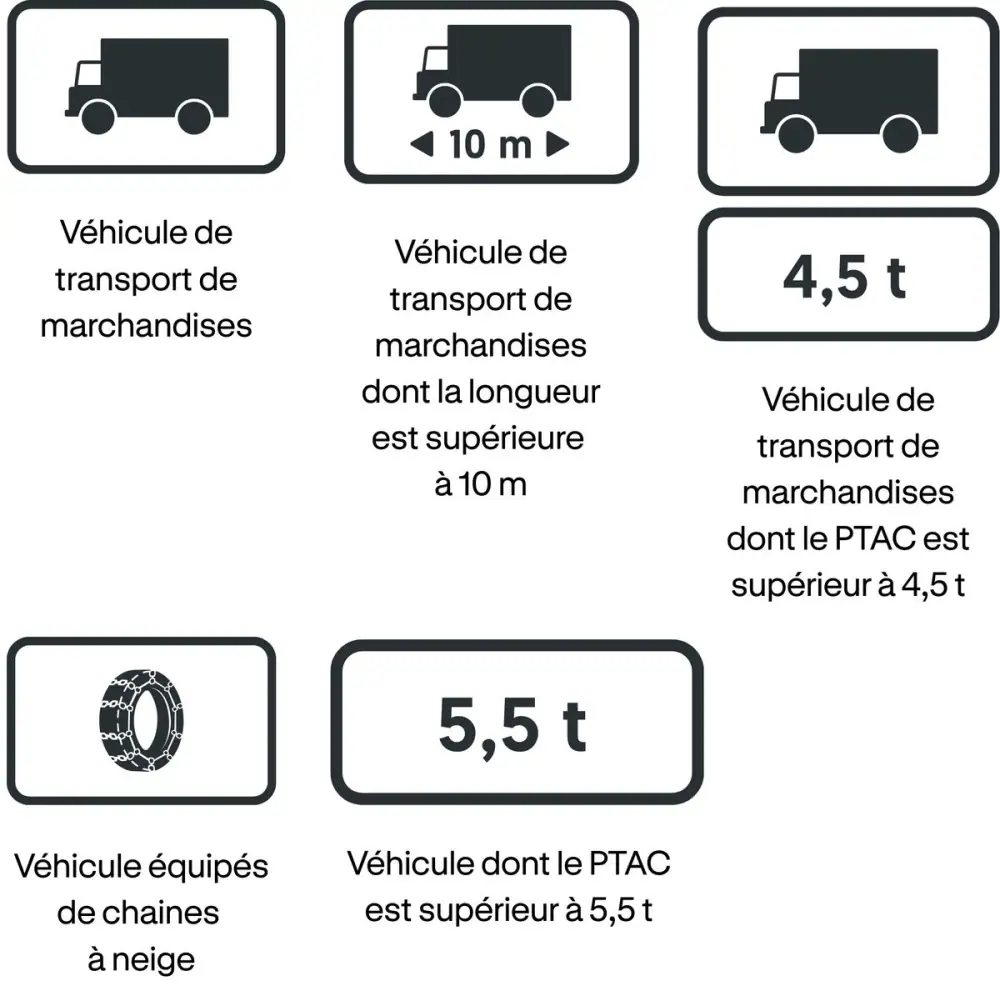 Véhicule de
transport de
marchandises
◀ 10 m ▶
Véhicule de
transport de
marchandises
dont la longueur
est supérieure
à 10 m
4,5 t
Véhicule de
transport de
marchandises
dont le PTAC est
supérieur à 4,5 t
Véhicule équipés
de chaines
à neige
5,5 t
Véhicule dont le PTAC
est supérieur à 5,5 t